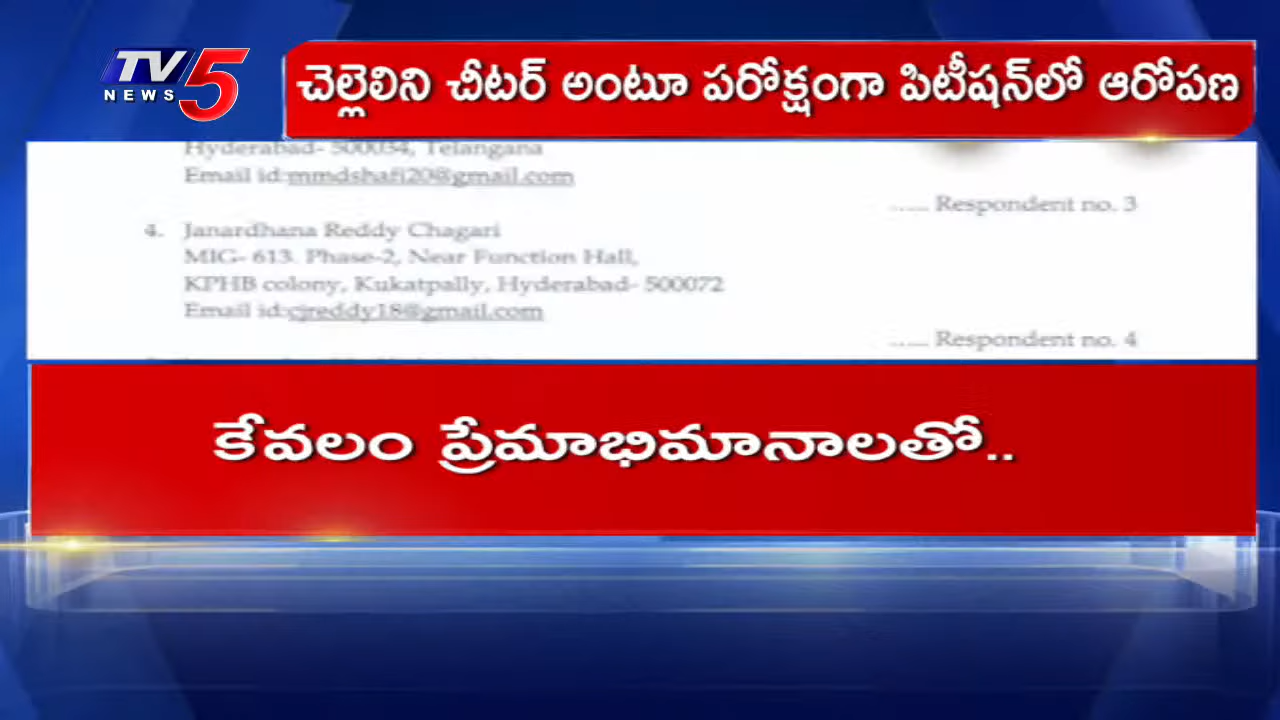 TV5
NEWS
చెల్లెలిని చీటర్ అంటూ పరోక్షంగా పిటీషన్‌లో ఆరోపణ
Hyderabad- 500034, Telangana
Email id:mmdshafi20@gmail.com
..... Respondent no. 3
4. Janardhana Reddy Chagari
MIG- 613. Phase-2, Near Function Hall,
KPHB colony, Kukatpally, Hyderabad- 500072
Email id:cjreddy18@gmail.com
..... Respondent no. 4
కేవలం ప్రేమాభిమానాలతో..